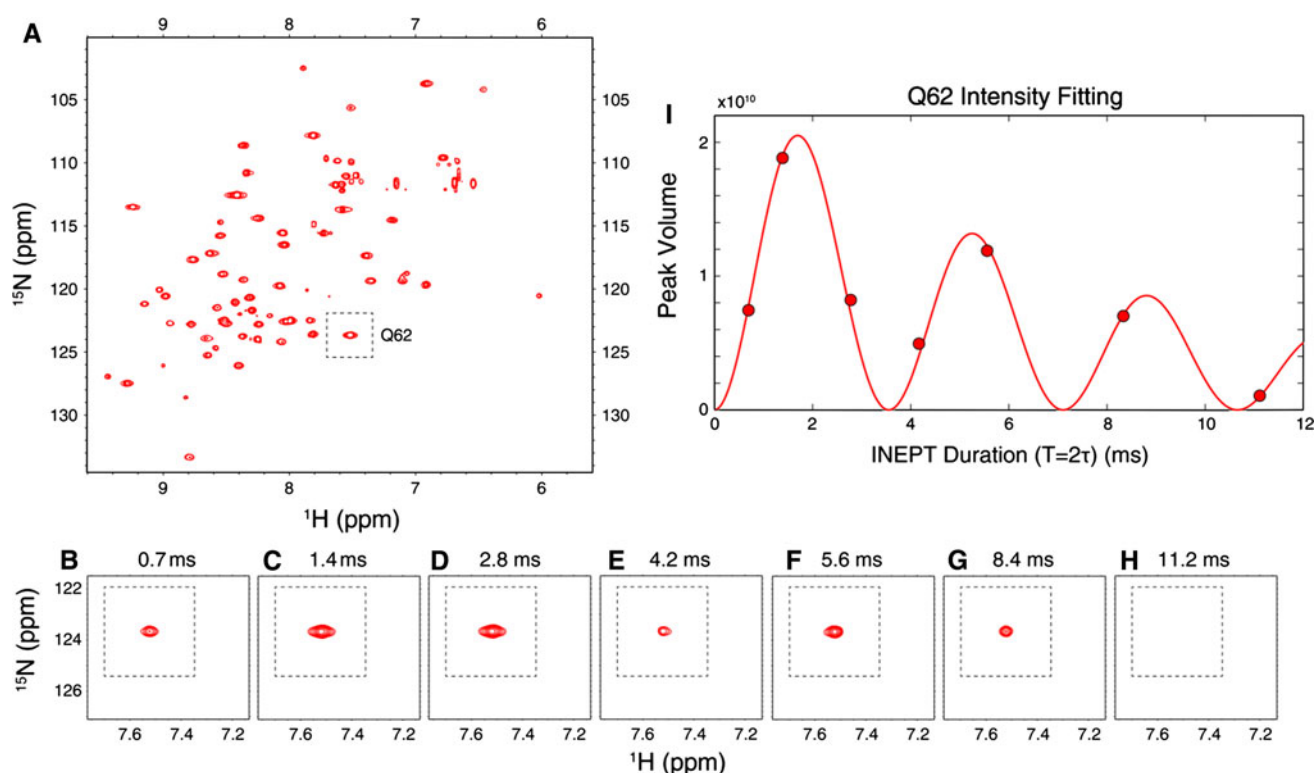 A
9 8 7 6
105
110
115
120
125
130
105
110
115
120
125
130
¹⁵N (ppm)
Q62
9 8 7 6
¹H (ppm)
I
Q62 Intensity Fitting
x10¹⁰
2
1
0
Peak Volume
0 2 4 6 8 10 12
INEPT Duration (T=2τ) (ms)
B 0.7 ms
C 1.4 ms
D 2.8 ms
E 4.2 ms
F 5.6 ms
G 8.4 ms
H 11.2 ms
122
124
126
¹⁵N (ppm)
7.6 7.4 7.2 7.6 7.4 7.2 7.6 7.4 7.2 7.6 7.4 7.2 7.6 7.4 7.2 7.6 7.4 7.2 7.6 7.4 7.2
¹H (ppm)